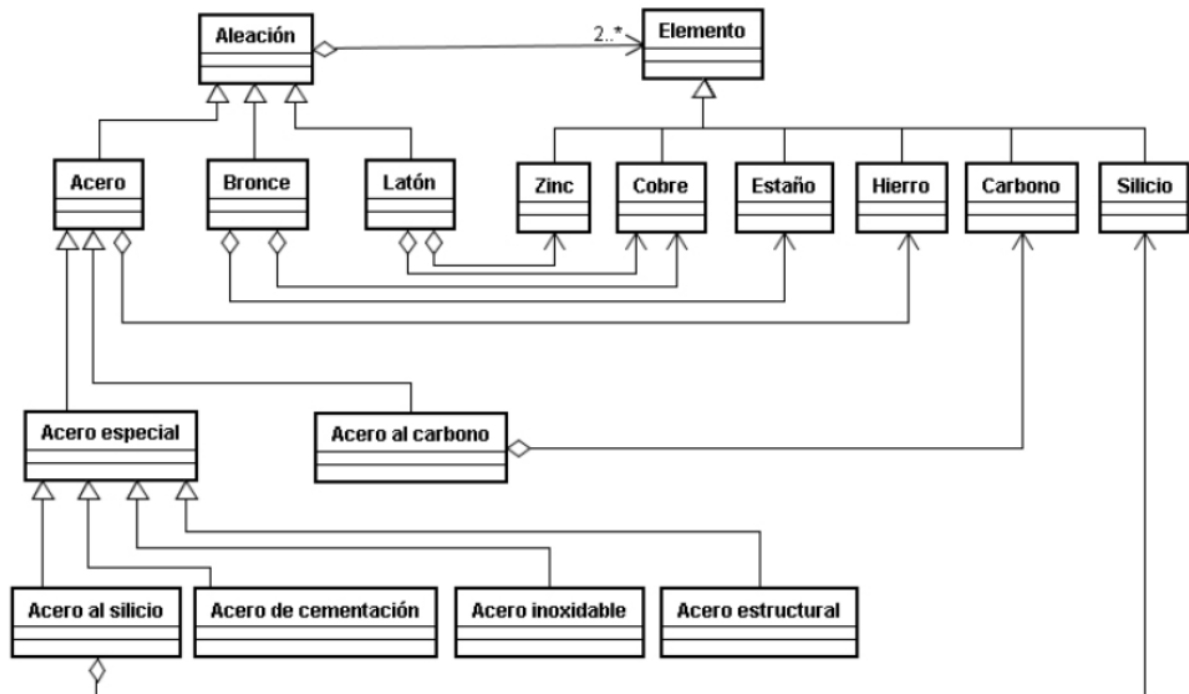 Aleación
2..*
Elemento
Acero
Bronce
Latón
Zinc
Cobre
Estaño
Hierro
Carbono
Silicio
Acero especial
Acero al carbono
Acero al silicio
Acero de cementación
Acero inoxidable
Acero estructural